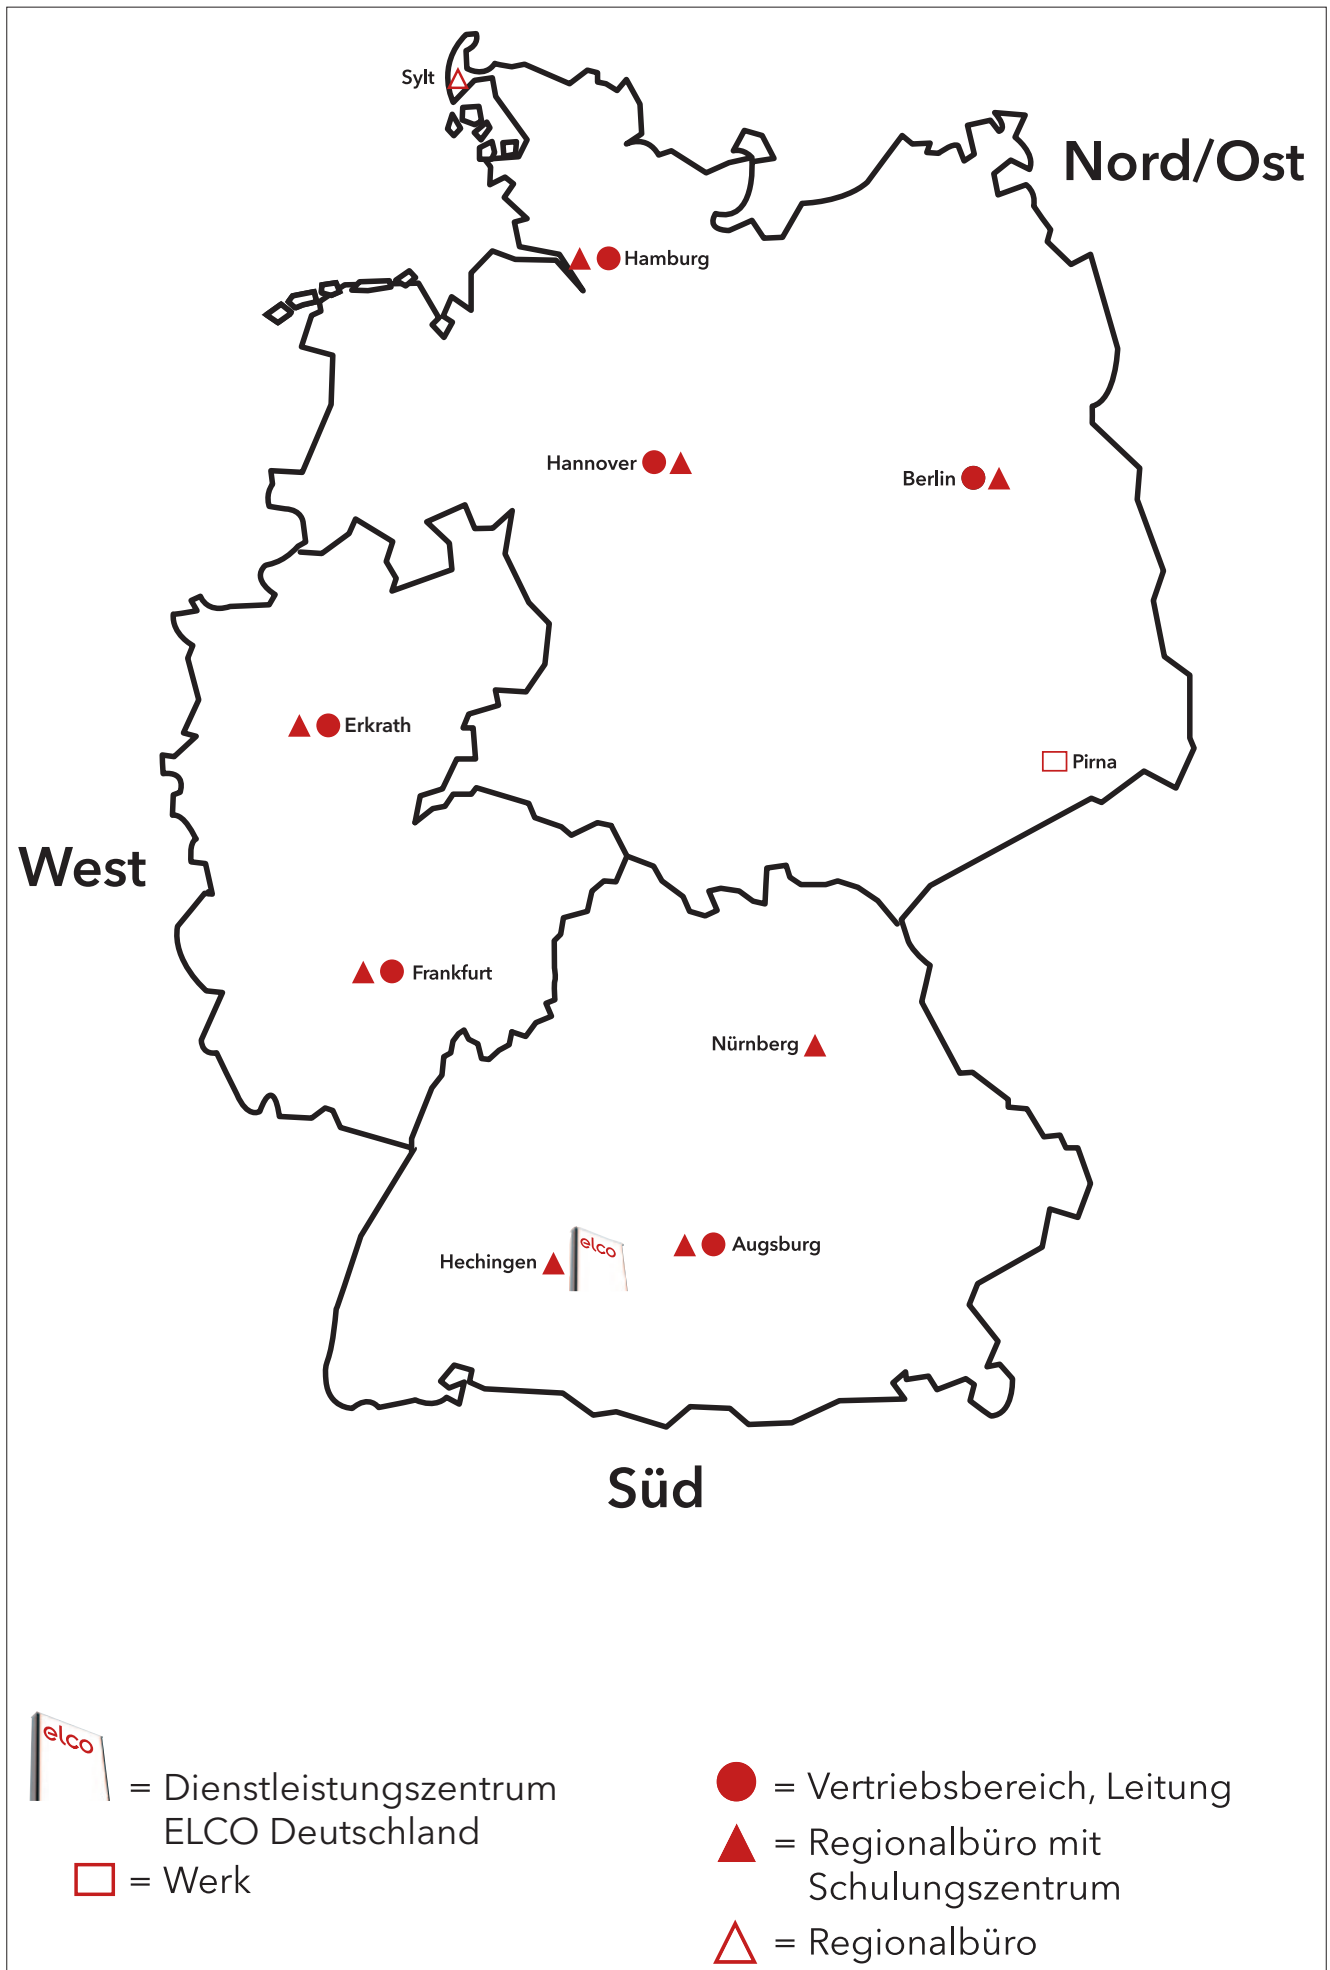 Sylt
Nord/Ost
Hamburg
Hannover
Berlin
Erkrath
Pirna
West
Frankfurt
Nürnberg
elco
Augsburg
Hechingen
Süd
elco
= Dienstleistungszentrum
ELCO Deutschland
= Werk
= Vertriebsbereich, Leitung
= Regionalbüro mit
Schulungszentrum
= Regionalbüro